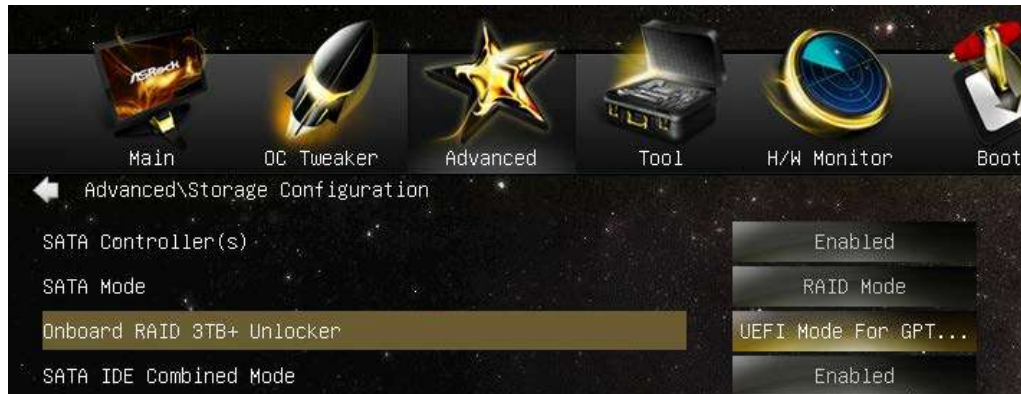 ASRock
Main OC Tweaker Advanced Tool H/W Monitor Boot
Advanced\Storage Configuration
SATA Controller(s) Enabled
SATA Mode RAID Mode
Onboard RAID 3TB+ Unlocker UEFI Mode For GPT...
SATA IDE Combined Mode Enabled